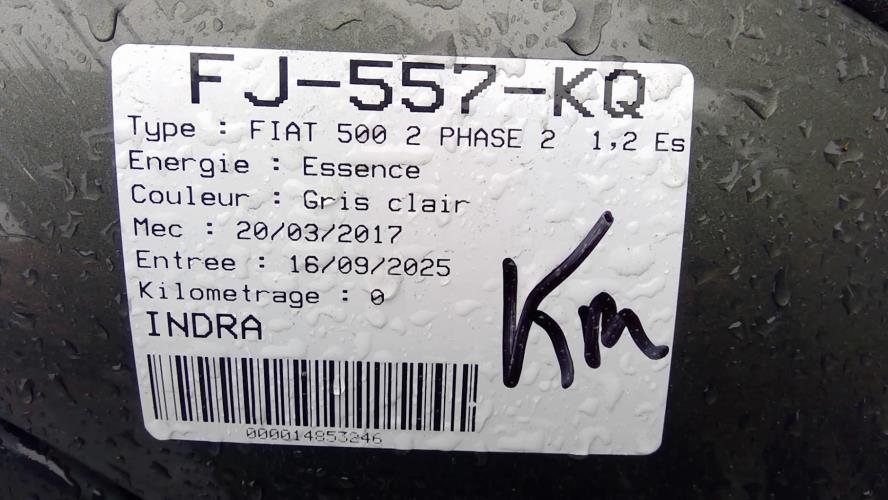 FJ-557-KQ
Type : FIAT 500 2 PHASE 2 1,2 Es
Energie : Essence
Couleur : Gris clair
Mec : 20/03/2017
Entree : 16/09/2025
Kilometrage : 0
INDRA
Km
000014853246